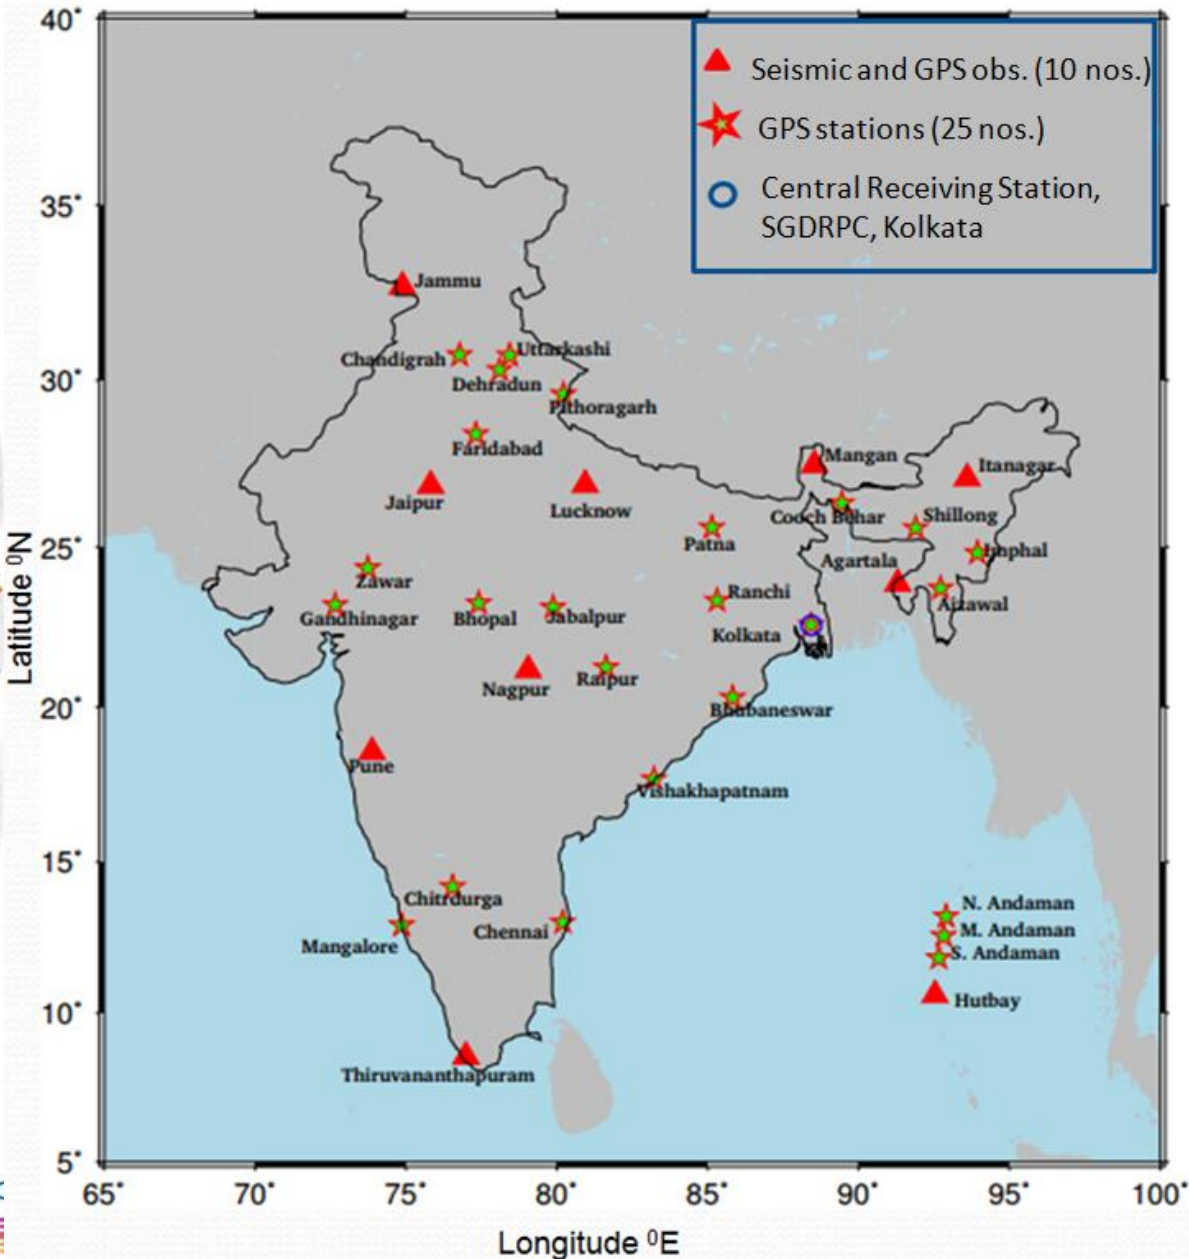 40°
35°
30°
25°
20°
15°
10°
5°
65°
70°
75°
80°
85°
90°
95°
100°
Latitude ⁰N
Longitude ⁰E
Seismic and GPS obs. (10 nos.)
GPS stations (25 nos.)
Central Receiving Station,
SGDRPC, Kolkata
Jammu
Chandigrah
Uttarkashi
Dehradun
Pithoragarh
Faridabad
Jaipur
Lucknow
Mangan
Itanagar
Cooch Behar
Shillong
Patna
Imphal
Agartala
Zawar
Aizawal
Ranchi
Gandhinagar
Bhopal
Jabalpur
Kolkata
Nagpur
Raipur
Bhubaneswar
Pune
Vishakhapatnam
Chitrdurga
Mangalore
Chennai
N. Andaman
M. Andaman
S. Andaman
Hutbay
Thiruvananthapuram